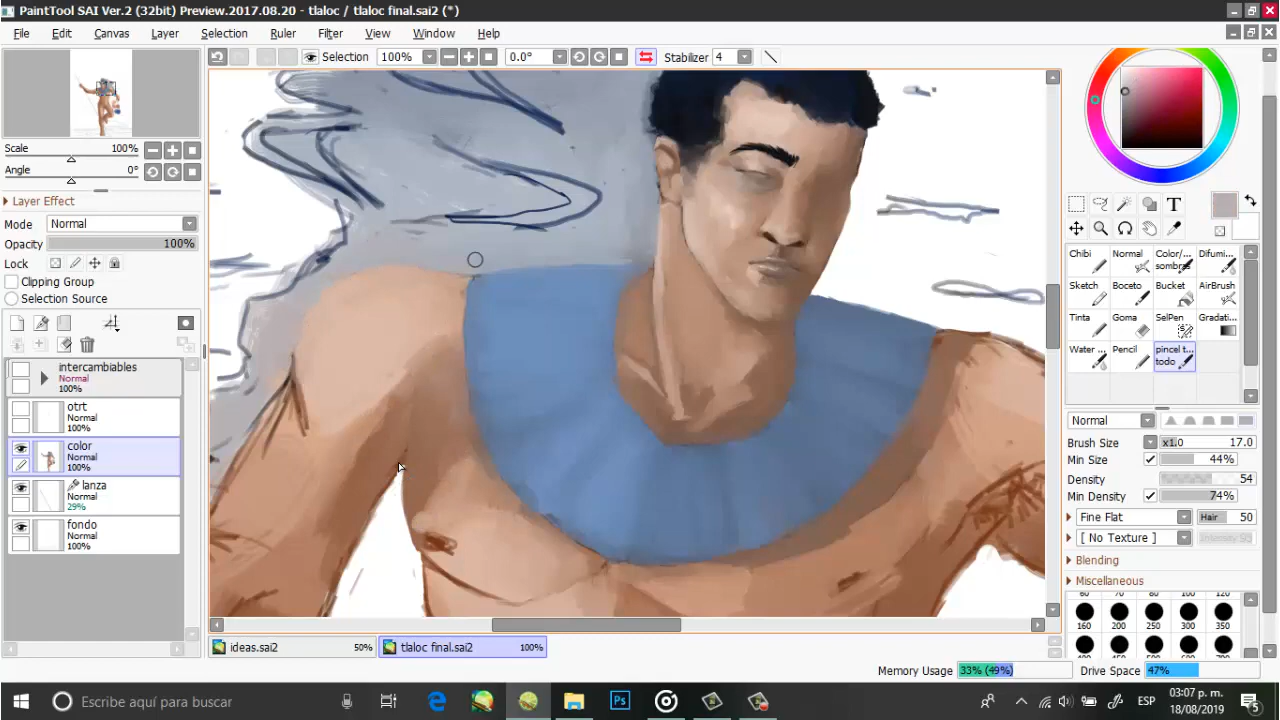 PaintTool SAI Ver.2 (32bit) Preview.2017.08.20 - tlaloc / tlaloc final.sai2 (*)
File Edit Canvas Layer Selection Ruler Filter View Window Help
Selection 100% 0.0° Stabilizer 4
Scale 100%
Angle 0°
Layer Effect
Mode Normal
Opacity 100%
Lock
Clipping Group
Selection Source
intercambiables
Normal
100%
otrt
Normal
100%
color
Normal
100%
lanza
Normal
29%
fondo
Normal
100%
T
Chibi Normal Color/... Difumi...
sombra
Sketch Boceto Bucket AirBrush
Tinta Goma SelPen Gradati...
Water ... Pencil pincel t...
todo
Normal
Brush Size x1.0 17.0
Min Size 44%
Density 54
Min Density 74%
Fine Flat Hair 50
[ No Texture ]
Blending
Miscellaneous
60 80 100 120
160 200 250 300 350
ideas.sai2 50% tlaloc final.sai2 100%
Memory Usage 33% (49%) Drive Space 47%
Escribe aquí para buscar
Ps
ESP
03:07 p. m.
18/08/2019
5